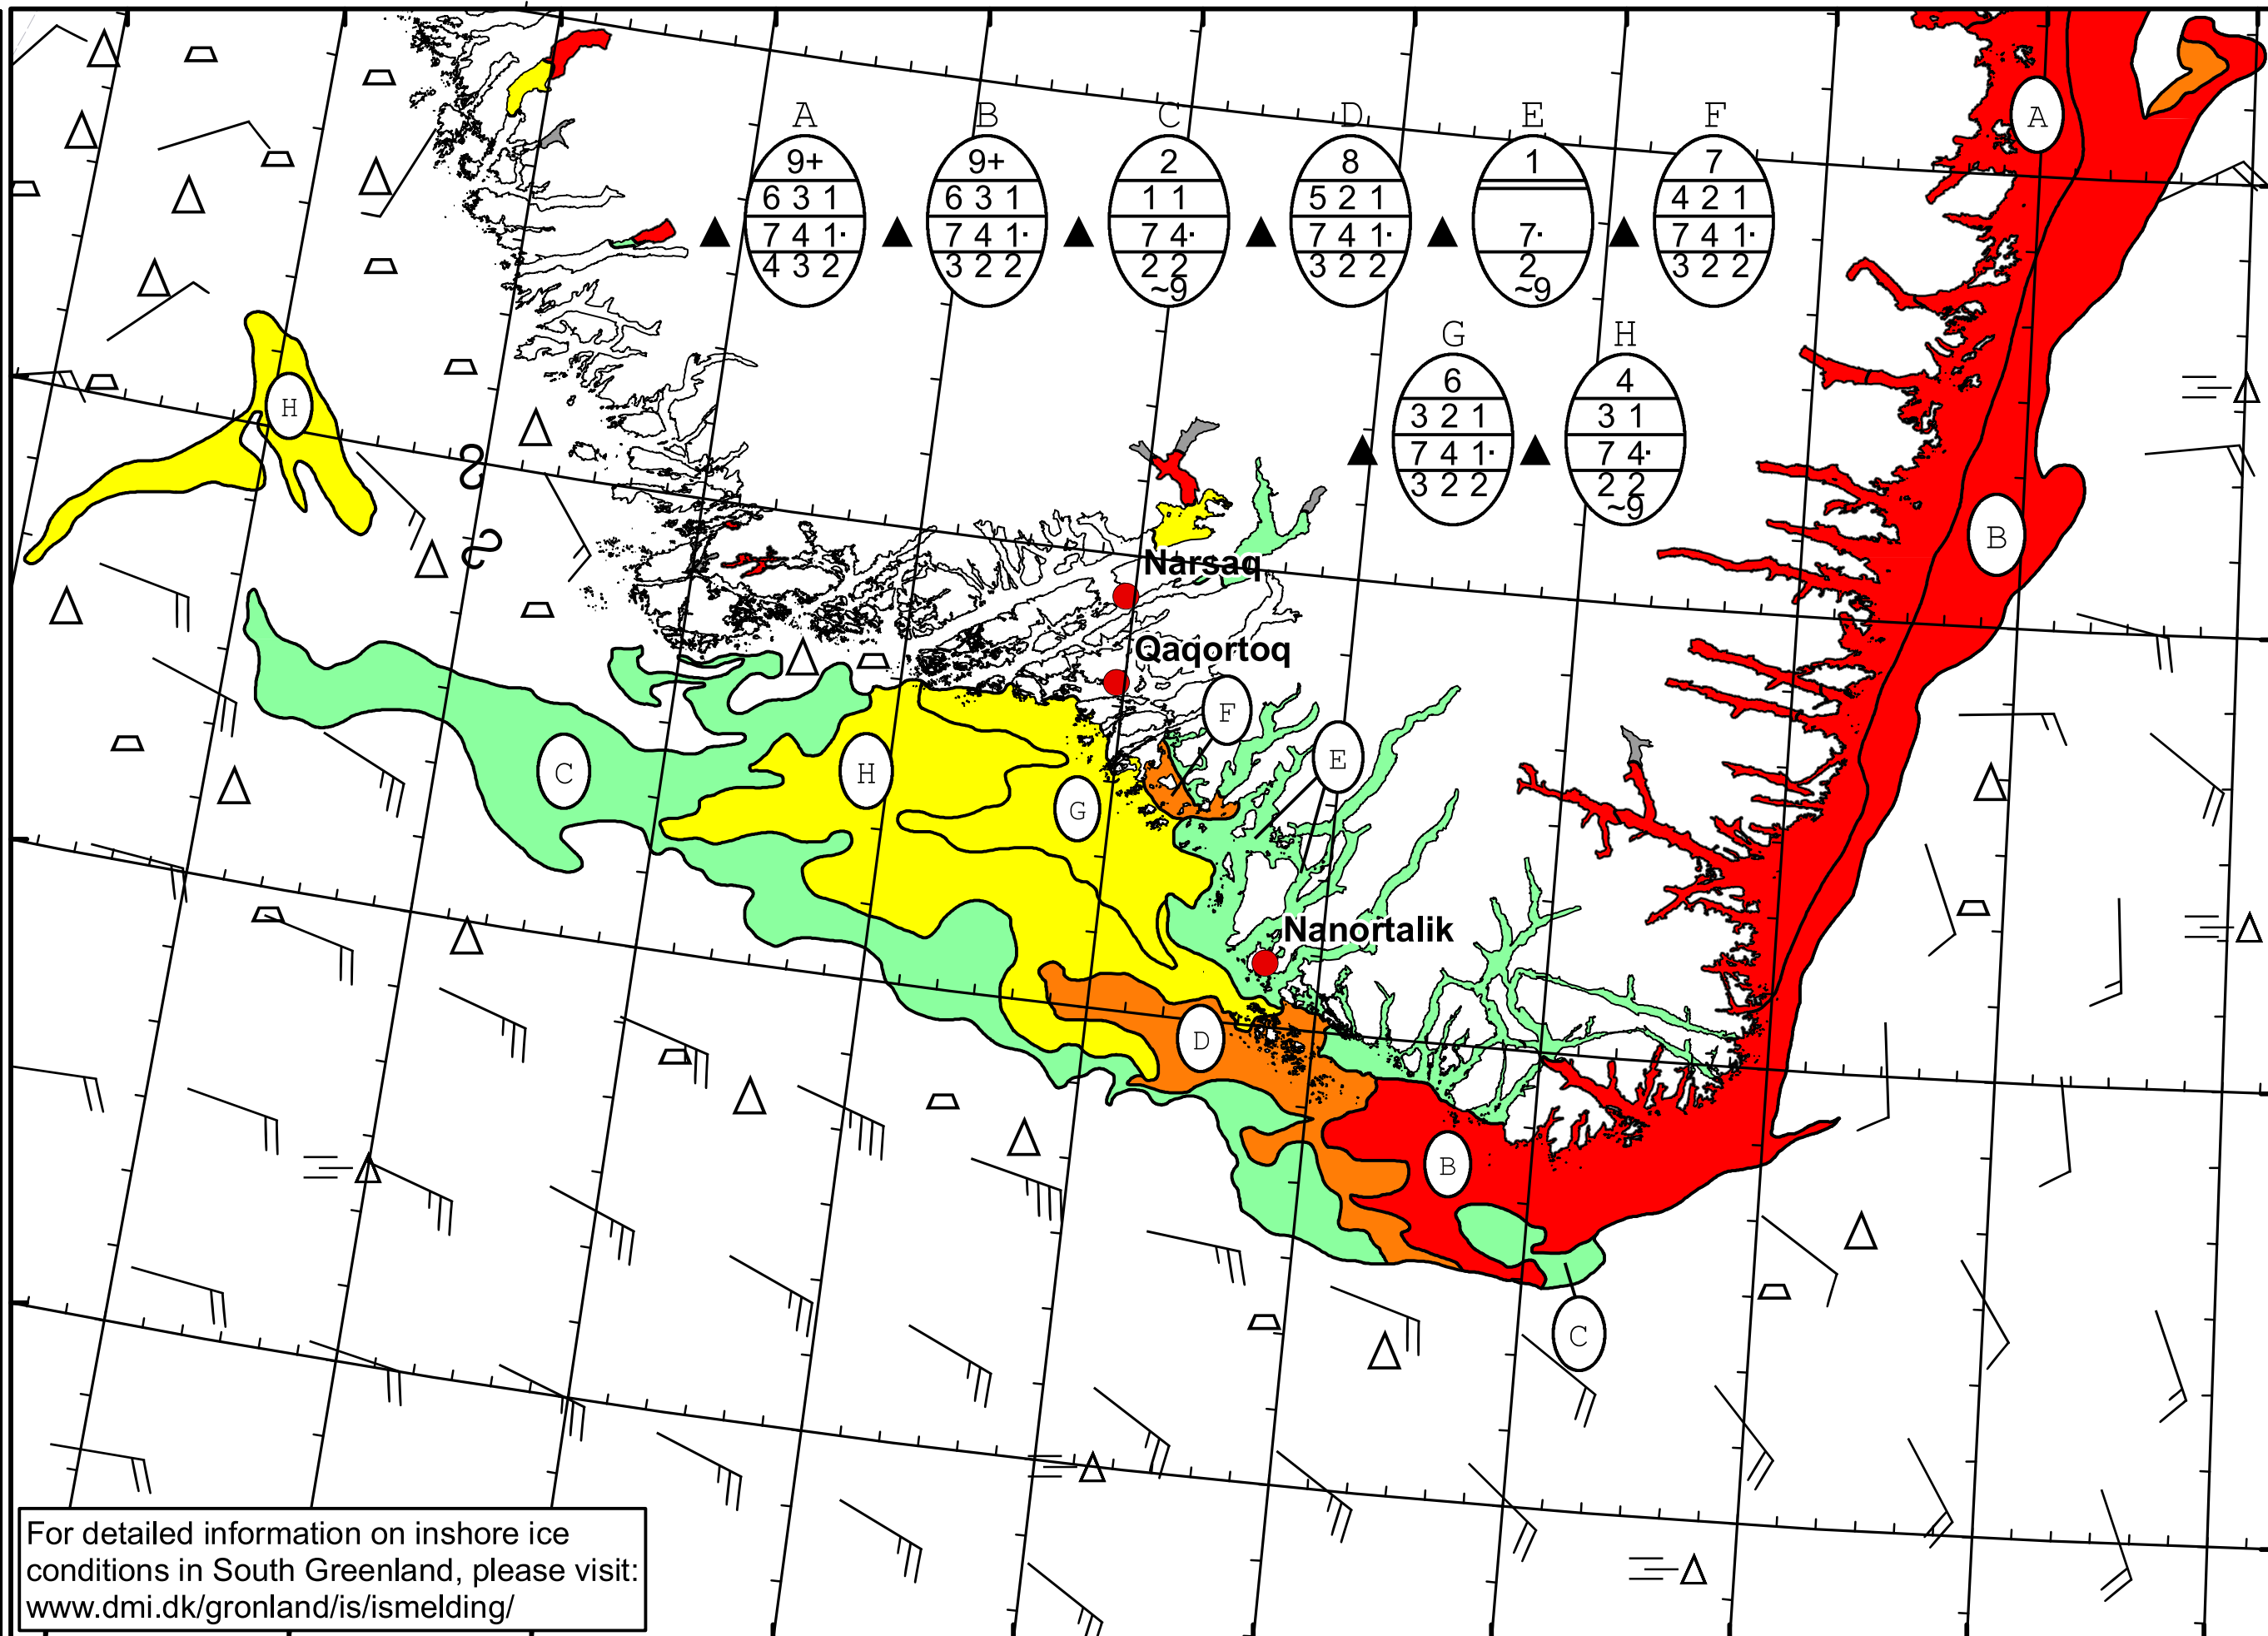 A B C D E F
9+ 9+ 2 8 1 7
6 3 1 6 3 1 1 1 5 2 1 4 2 1
7 4 1· 7 4 1· 7 4· 7 4 1· 7· 7 4 1·
4 3 2 3 2 2 2 2 3 2 2 2 3 2 2
~9 ~9
G H
6 4
3 2 1 3 1
7 4 1· 7 4·
3 2 2 2 2
~9
A
H
B
Narsaq
Qaqortoq
F
E
C
H
G
Nanortalik
D
B
C
For detailed information on inshore ice
conditions in South Greenland, please visit:
www.dmi.dk/gronland/is/ismelding/